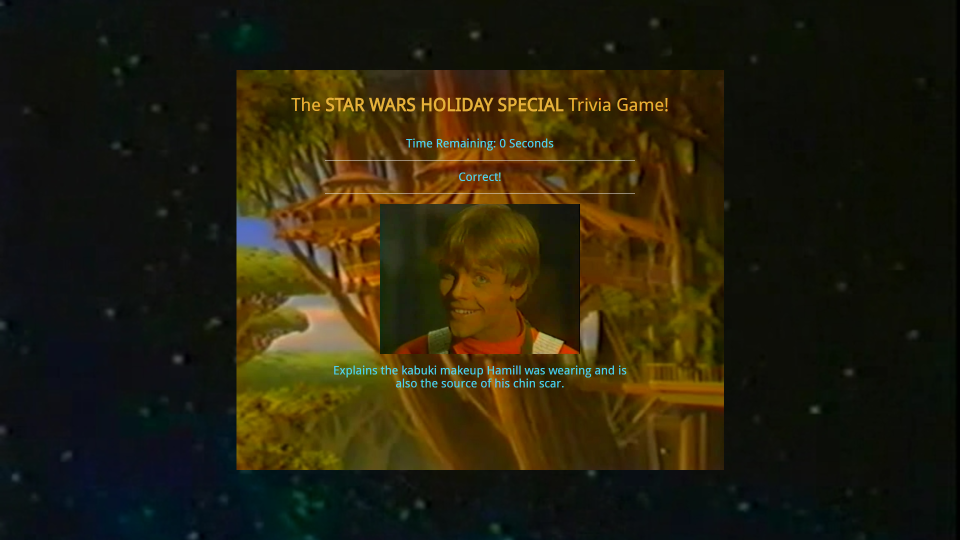 The STAR WARS HOLIDAY SPECIAL Trivia Game!
Time Remaining: 0 Seconds
Correct!
Explains the kabuki makeup Hamill was wearing and is
also the source of his chin scar.